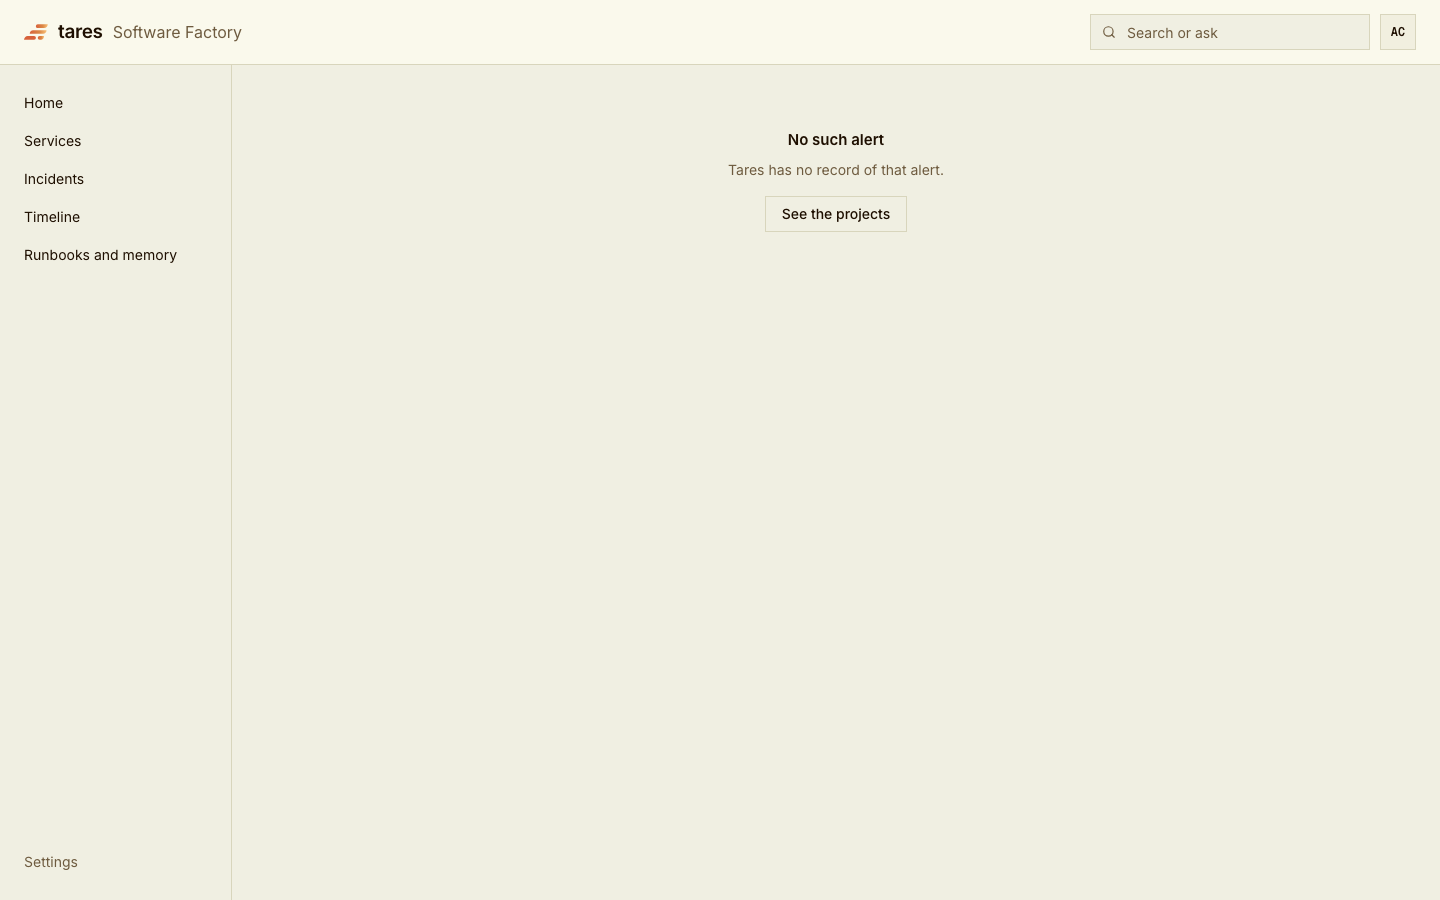 tares Software Factory
Search or ask
AC
Home
Services
Incidents
Timeline
Runbooks and memory
No such alert
Tares has no record of that alert.
See the projects
Settings